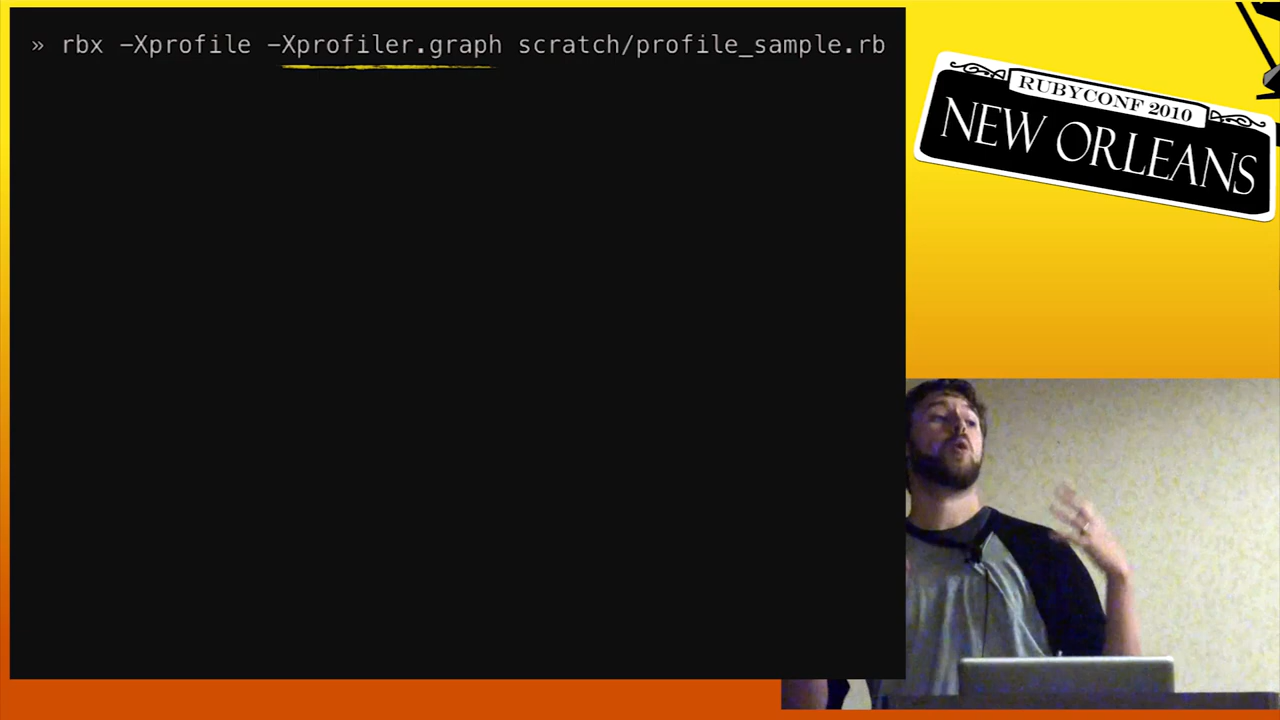 » rbx -Xprofile -Xprofiler.graph scratch/profile_sample.rb
RUBYCONF 2010
NEW ORLEANS